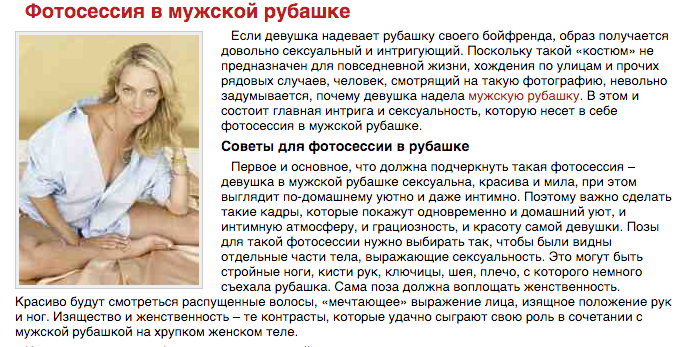 Фотосессия в мужской рубашке
Если девушка надевает рубашку своего бойфренда, образ получается
довольно сексуальный и интригующий. Поскольку такой «костюм» не
предназначен для повседневной жизни, хождения по улицам и прочих
рядовых случаев, человек, смотрящий на такую фотографию, невольно
задумывается, почему девушка надела мужскую рубашку. В этом и
состоит главная интрига и сексуальность, которую несет в себе
фотосессия в мужской рубашке.
Советы для фотосессии в рубашке
Первое и основное, что должна подчеркнуть такая фотосессия –
девушка в мужской рубашке сексуальна, красива и мила, при этом
выглядит по-домашнему уютно и даже интимно. Поэтому важно сделать
такие кадры, которые покажут одновременно и домашний уют, и
интимную атмосферу, и грациозность, и красоту самой девушки. Позы
для такой фотосессии нужно выбирать так, чтобы были видны
отдельные части тела, выражающие сексуальность. Это могут быть
стройные ноги, кисти рук, ключицы, шея, плечо, с которого немного
съехала рубашка. Сама поза должна воплощать женственность.
Красиво будут смотреться распущенные волосы, «мечтающее» выражение лица, изящное положение рук
и ног. Изящество и женственность – те контрасты, которые удачно сыграют свою роль в сочетании с
мужской рубашкой на хрупком женском теле.